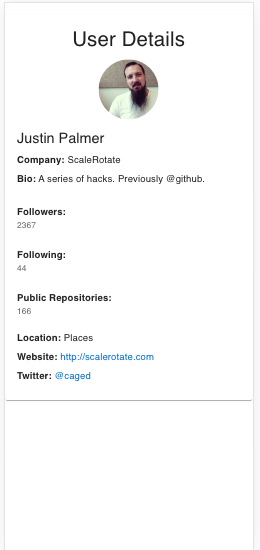 User Details
Justin Palmer
Company: ScaleRotate
Bio: A series of hacks. Previously @github.
Followers:
2367
Following:
44
Public Repositories:
166
Location: Places
Website: http://scalerotate.com
Twitter: @caged